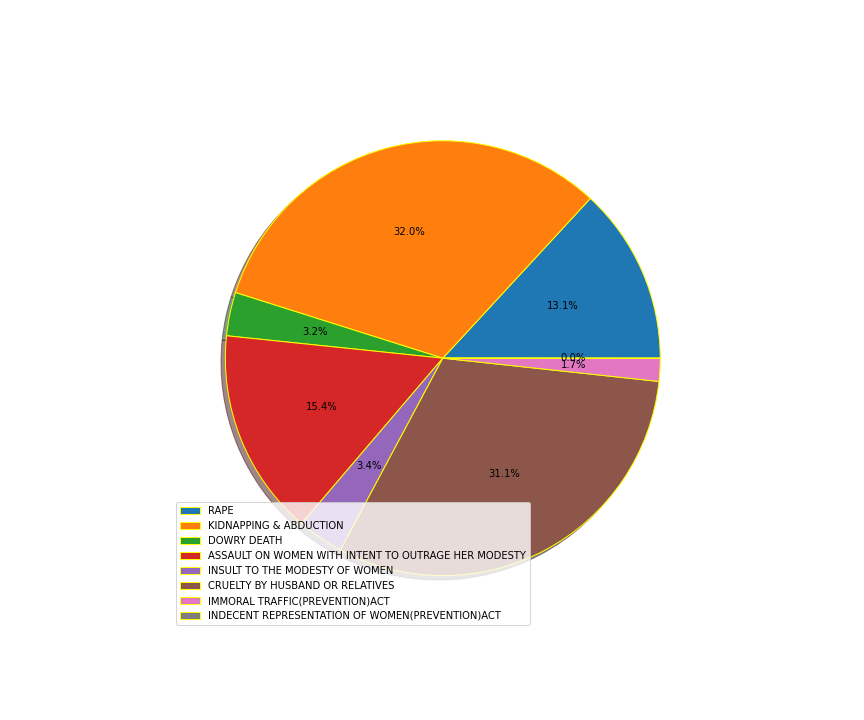 32.0%
13.1%
3.2%
0.0%
1.7%
15.4%
3.4%
31.1%
RAPE
KIDNAPPING & ABDUCTION
DOWRY DEATH
ASSAULT ON WOMEN WITH INTENT TO OUTRAGE HER MODESTY
INSULT TO THE MODESTY OF WOMEN
CRUELTY BY HUSBAND OR RELATIVES
IMMORAL TRAFFIC(PREVENTION)ACT
INDECENT REPRESENTATION OF WOMEN(PREVENTION)ACT